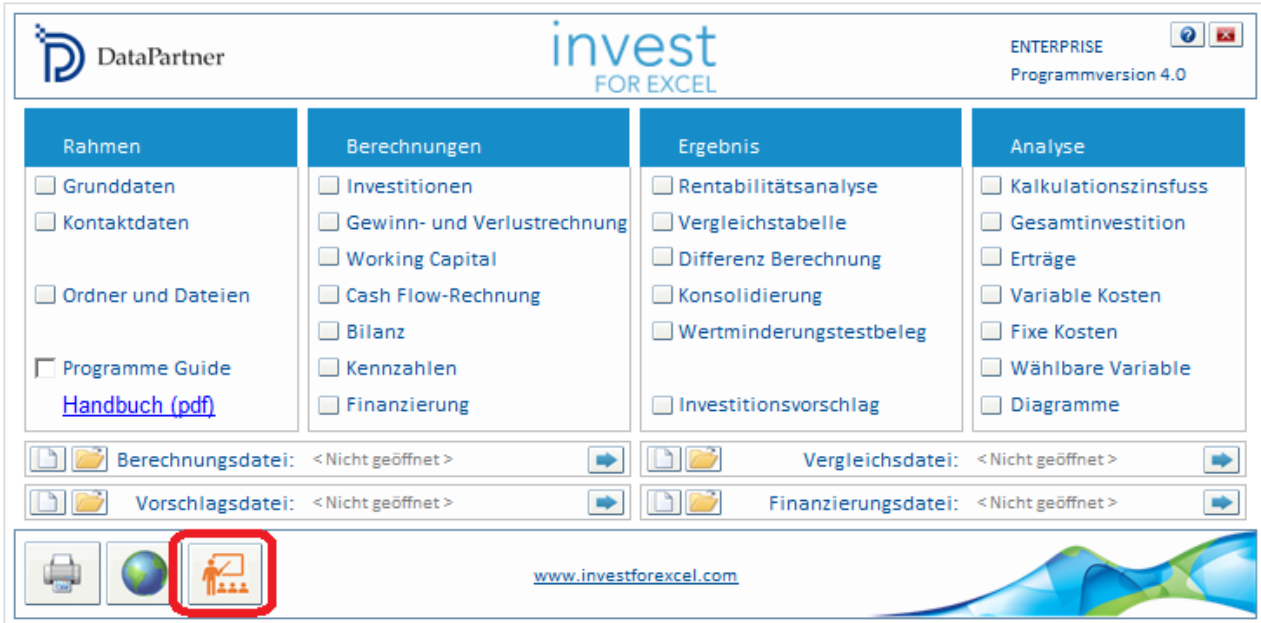 DataPartner
invest
FOR EXCEL
ENTERPRISE
Programmversion 4.0
Rahmen
Grunddaten
Kontaktdaten
Ordner und Dateien
Programme Guide
Handbuch (pdf)
Berechnungen
Investitionen
Gewinn- und Verlustrechnung
Working Capital
Cash Flow-Rechnung
Bilanz
Kennzahlen
Finanzierung
Ergebnis
Rentabilitätsanalyse
Vergleichstabelle
Differenz Berechnung
Konsolidierung
Wertminderungstestbeleg
Investitionsvorschlag
Analyse
Kalkulationszinsfuss
Gesamtinvestition
Erträge
Variable Kosten
Fixe Kosten
Wählbare Variable
Diagramme
Berechnungsdatei: <Nicht geöffnet>
Vergleichsdatei: <Nicht geöffnet>
Vorschlagsdatei: <Nicht geöffnet>
Finanzierungsdatei: <Nicht geöffnet>
www.investforexcel.com